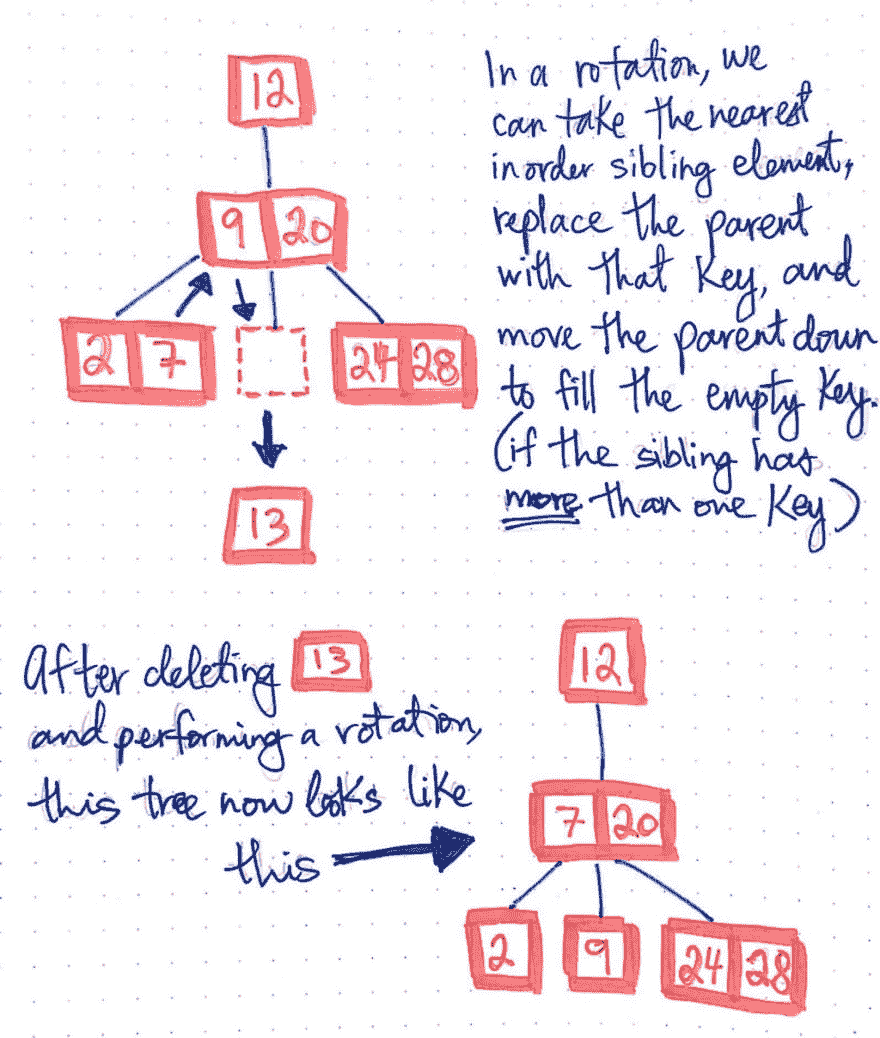 12
In a rotation, we
can take the nearest
inorder sibling element,
replace the parent
with that Key, and
move the parent down
to fill the empty Key.
(if the sibling has
more than one Key)
9 20
2 7
24 28
13
After deleting 13
and performing a rotation,
this tree now looks like
this
12
7 20
2 9 24 28